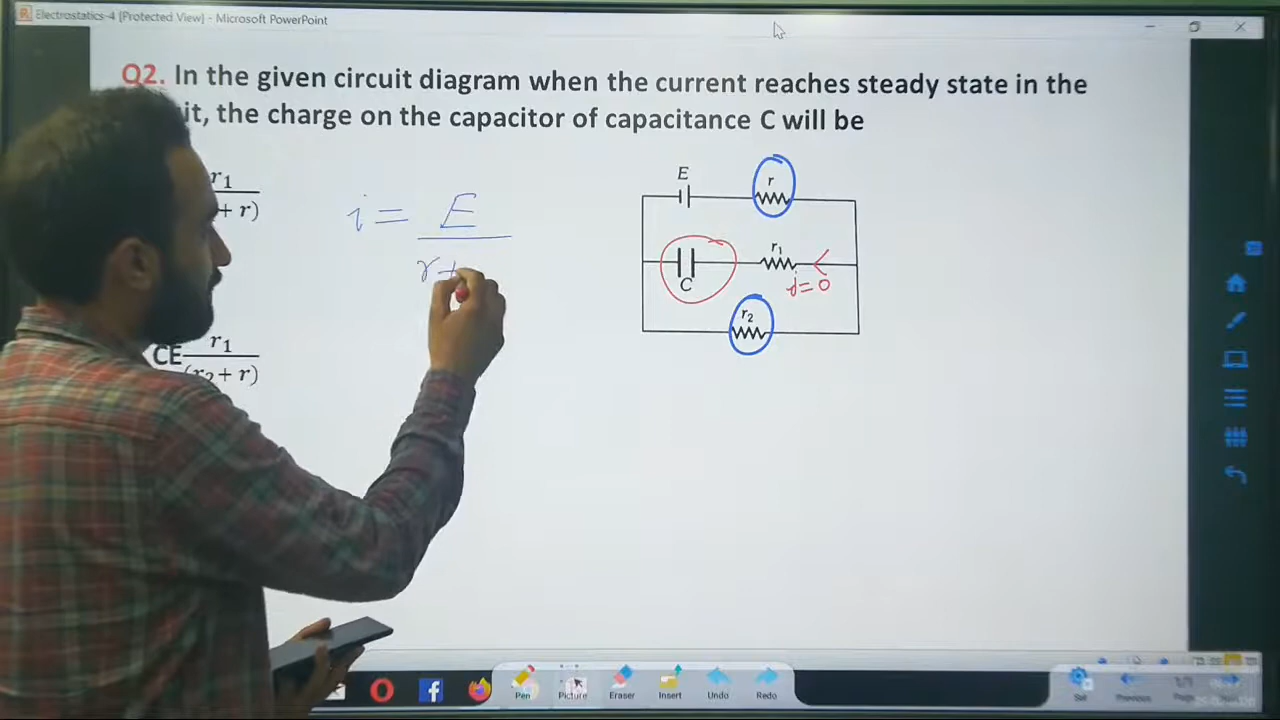 Electrostatics-4 [Protected View] - Microsoft PowerPoint
Q2. In the given circuit diagram when the current reaches steady state in the
it, the charge on the capacitor of capacitance C will be
E
r
r1
+ r)
i = E
r+
r1
C
i=0
r2
CE r1
(r2 + r)
Pen
Picture
Eraser
Insert
Undo
Redo
Previous